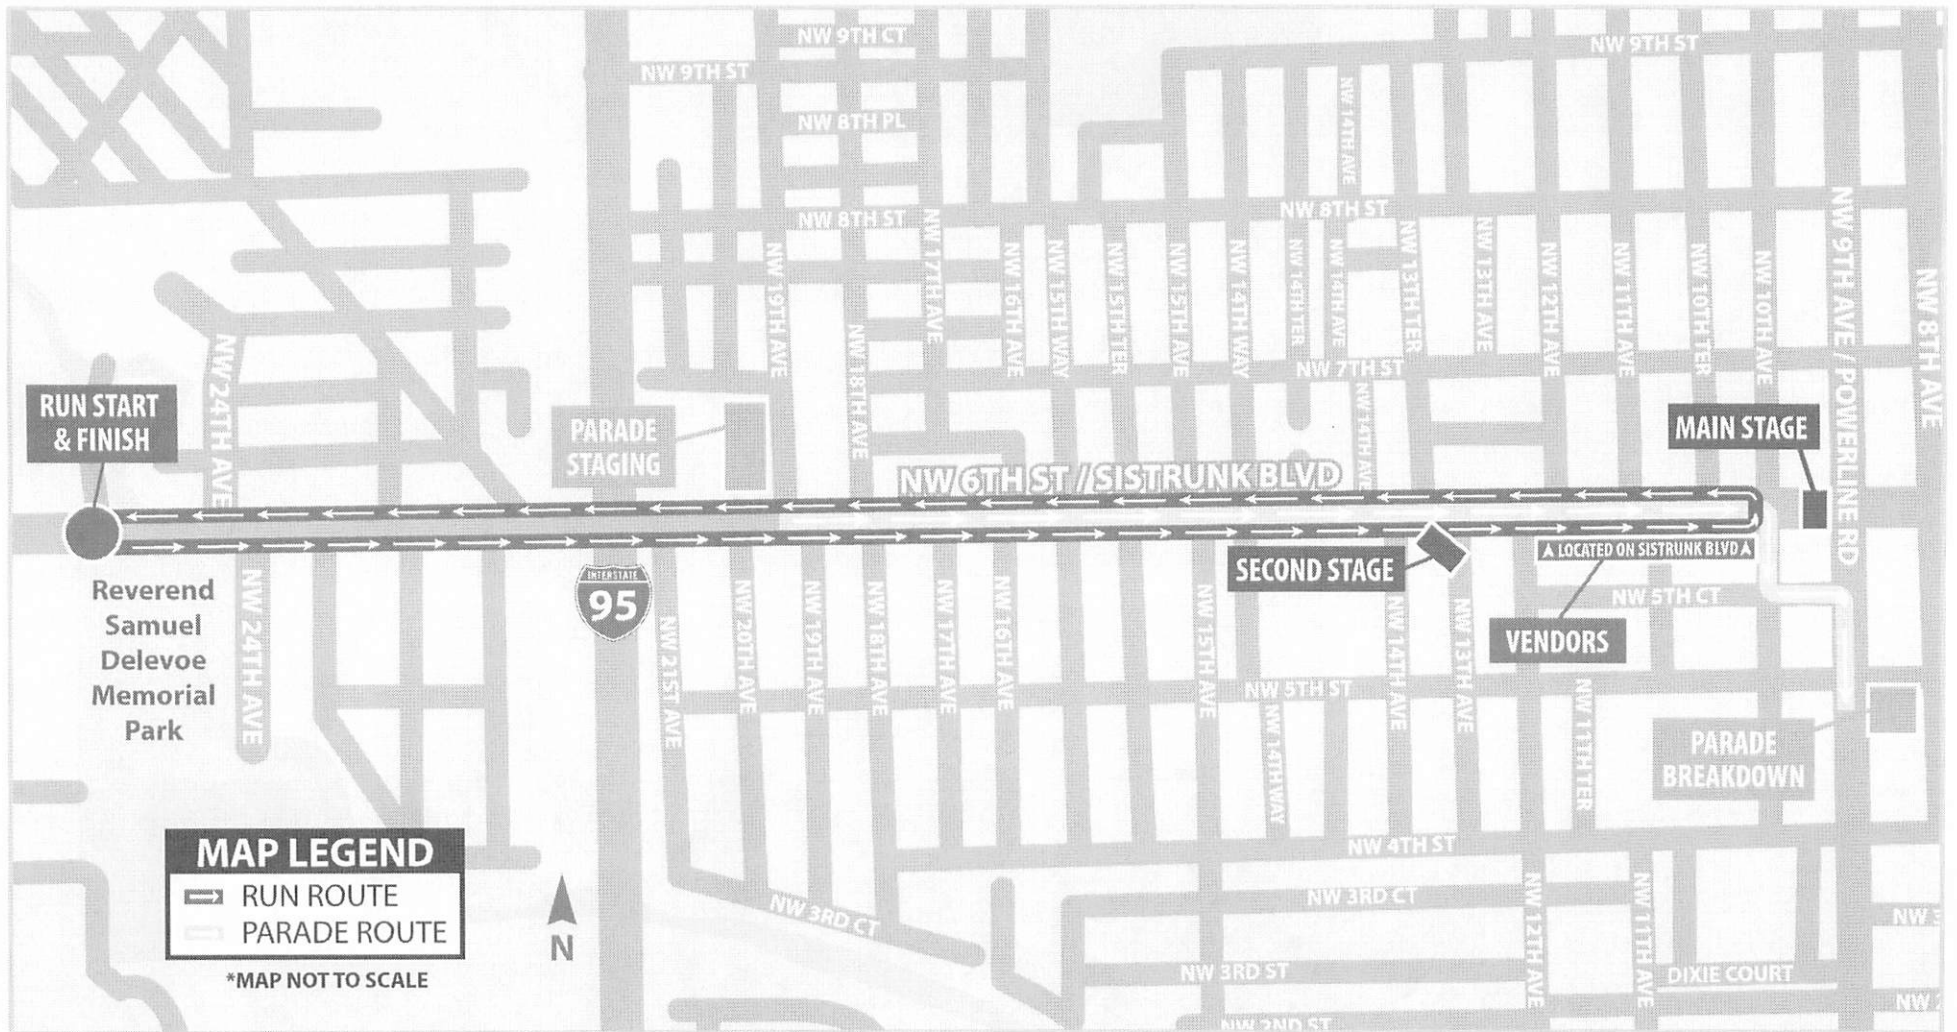 NW 9TH CT
NW 9TH ST
NW 9TH ST
NW 8TH PL
NW 14TH AVE
NW 8TH ST
NW 8TH ST
NW 19TH AVE
NW 18TH AVE
NW 17TH AVE
NW 16TH AVE
NW 15TH WAY
NW 15TH TER
NW 15TH AVE
NW 14TH WAY
NW 14TH TER
NW 14TH AVE
NW 13TH TER
NW 13TH AVE
NW 12TH AVE
NW 11TH AVE
NW 10TH TER
NW 10TH AVE
NW 9TH AVE / POWERLINE RD
NW 8TH AVE
NW 7TH ST
NW 14TH AVE
NW 24TH AVE
RUN START
& FINISH
PARADE
STAGING
MAIN STAGE
NW 6TH ST / SISTRUNK BLVD
LOCATED ON SISTRUNK BLVD
SECOND STAGE
VENDORS
NW 5TH CT
INTERSTATE
95
Reverend
Samuel
Delevoe
Memorial
Park
NW 24TH AVE
NW 21ST AVE
NW 20TH AVE
NW 19TH AVE
NW 18TH AVE
NW 17TH AVE
NW 16TH AVE
NW 15TH AVE
NW 14TH AVE
NW 13TH AVE
NW 5TH ST
NW 14TH WAY
NW 11TH TER
PARADE
BREAKDOWN
NW 4TH ST
MAP LEGEND
RUN ROUTE
PARADE ROUTE
*MAP NOT TO SCALE
N
NW 3RD CT
NW 3RD CT
NW 12TH AVE
NW 11TH AVE
NW 3RD ST
DIXIE COURT
NW 2ND ST
NW
NW